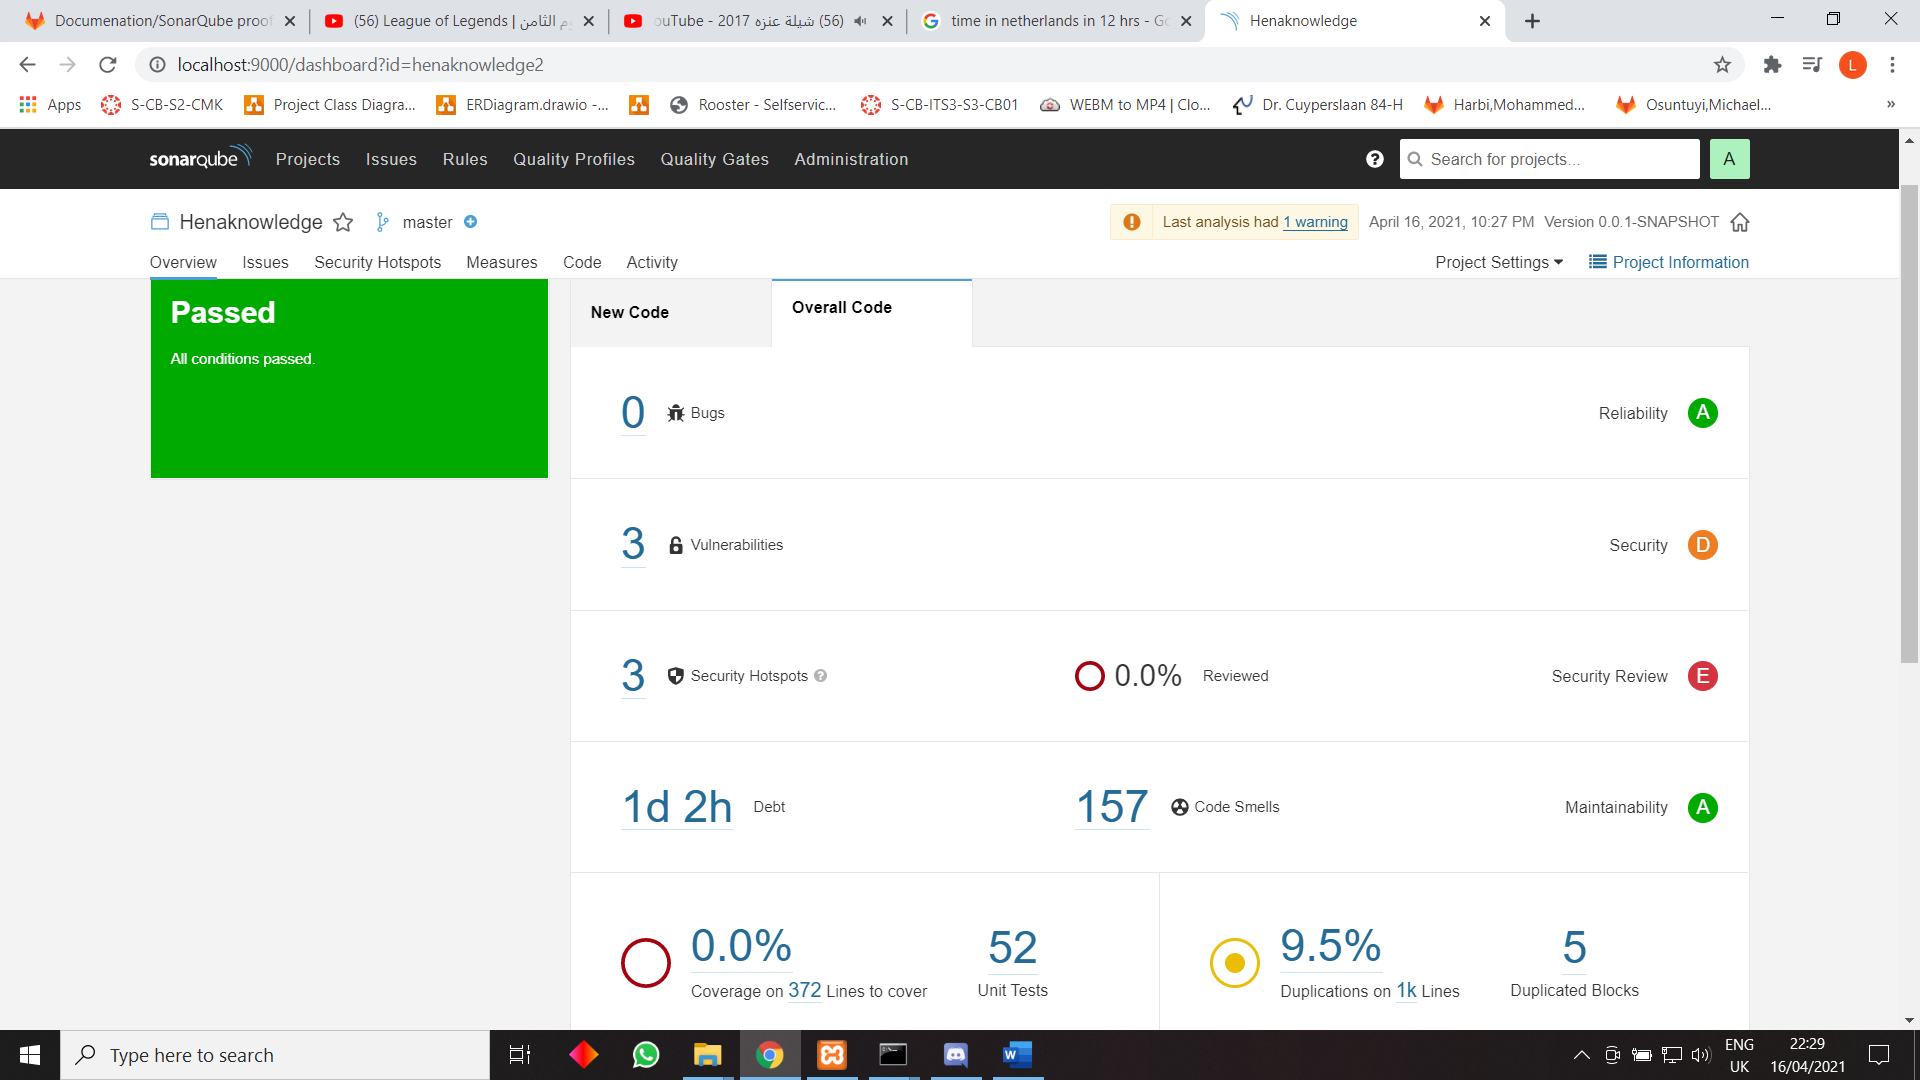 Documenation/SonarQube proof
(56) League of Legends | م الثامن
(56) شيلة عنزه 2017 - ouTube
time in netherlands in 12 hrs - Go
Henaknowledge
localhost:9000/dashboard?id=henaknowledge2
L
Apps
S-CB-S2-CMK
Project Class Diagra...
ERDiagram.drawio -...
Rooster - Selfservic...
S-CB-ITS3-S3-CB01
WEBM to MP4 | Clo...
Dr. Cuyperslaan 84-H
Harbi,Mohammed...
Osuntuyi,Michael...
»
sonarqube
Projects
Issues
Rules
Quality Profiles
Quality Gates
Administration
?
Search for projects...
A
Henaknowledge
master
Last analysis had 1 warning
April 16, 2021, 10:27 PM
Version 0.0.1-SNAPSHOT
Overview
Issues
Security Hotspots
Measures
Code
Activity
Project Settings
Project Information
Passed
All conditions passed.
New Code
Overall Code
0
Bugs
Reliability
A
3
Vulnerabilities
Security
D
3
Security Hotspots
?
0.0%
Reviewed
Security Review
E
1d 2h
Debt
157
Code Smells
Maintainability
A
0.0%
Coverage on 372 Lines to cover
52
Unit Tests
9.5%
Duplications on 1k Lines
5
Duplicated Blocks
Type here to search
ENG
UK
22:29
16/04/2021